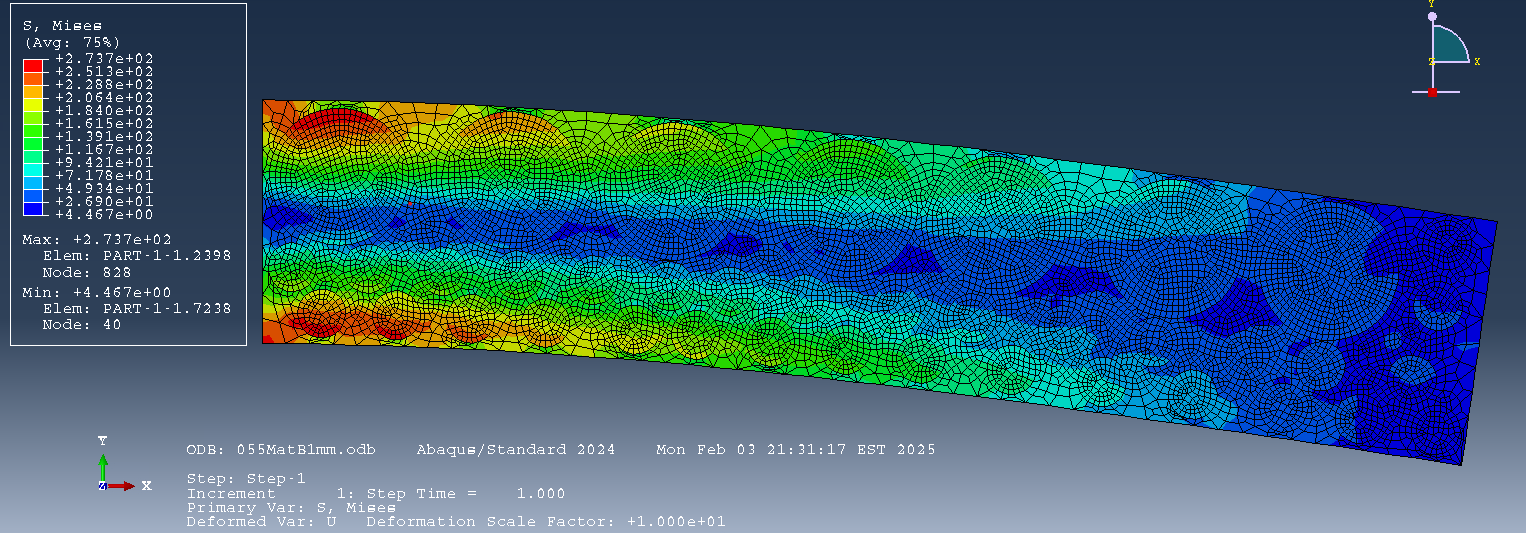 S, Mises
(Avg: 75%)
+2.737e+02
+2.513e+02
+2.288e+02
+2.064e+02
+1.840e+02
+1.615e+02
+1.391e+02
+1.167e+02
+9.421e+01
+7.178e+01
+4.934e+01
+2.690e+01
+4.467e+00
Max: +2.737e+02
Elem: PART-1-1.2398
Node: 828
Min: +4.467e+00
Elem: PART-1-1.7238
Node: 40
Y
Z X
Y
Z X
ODB: 055MatB1mm.odb Abaqus/Standard 2024 Mon Feb 03 21:31:17 EST 2025
Step: Step-1
Increment 1: Step Time = 1.000
Primary Var: S, Mises
Deformed Var: U Deformation Scale Factor: +1.000e+01